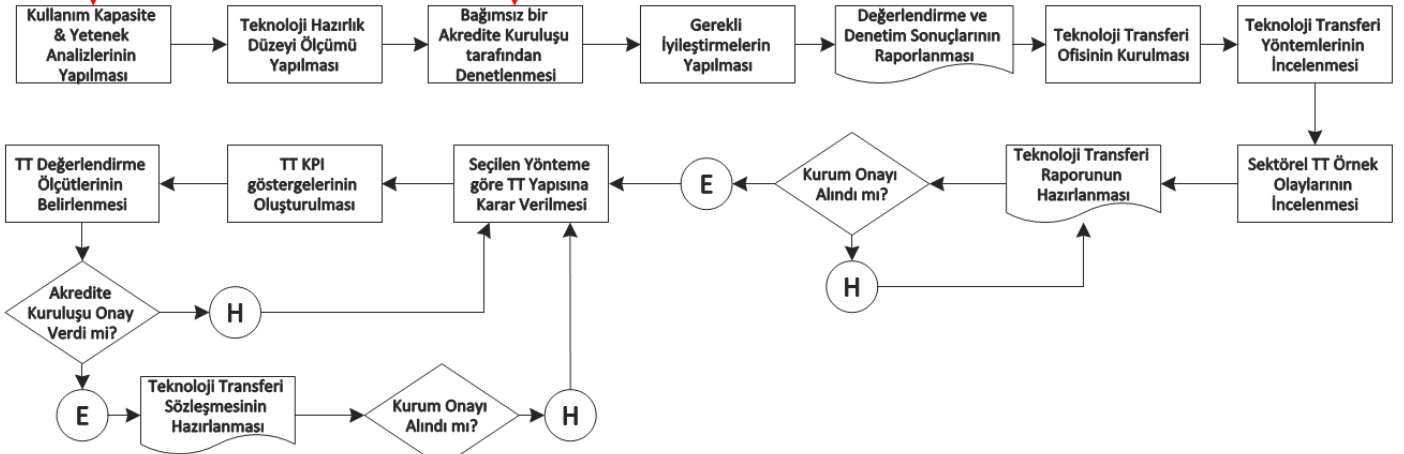 Kullanım Kapasite
& Yetenek
Analizlerinin
Yapılması
Teknoloji Hazırlık
Düzeyi Ölçümü
Yapılması
Bağımsız bir
Akredite Kuruluşu
tarafından
Denetlenmesi
Gerekli
İyileştirmelerin
Yapılması
Değerlendirme ve
Denetim Sonuçlarının
Raporlanması
Teknoloji Transferi
Ofisinin Kurulması
Teknoloji Transferi
Yöntemlerinin
İncelenmesi
Sektörel TT Örnek
Olaylarının
İncelenmesi
Teknoloji Transferi
Raporunun
Hazırlanması
Kurum Onayı
Alındı mı?
H
E
Seçilen Yönteme
göre TT Yapısına
Karar Verilmesi
TT KPI
göstergelerinin
Oluşturulması
TT Değerlendirme
Ölçütlerinin
Belirlenmesi
Akredite
Kuruluşu Onay
Verdi mi?
H
E
Teknoloji Transferi
Sözleşmesinin
Hazırlanması
Kurum Onayı
Alındı mı?
H